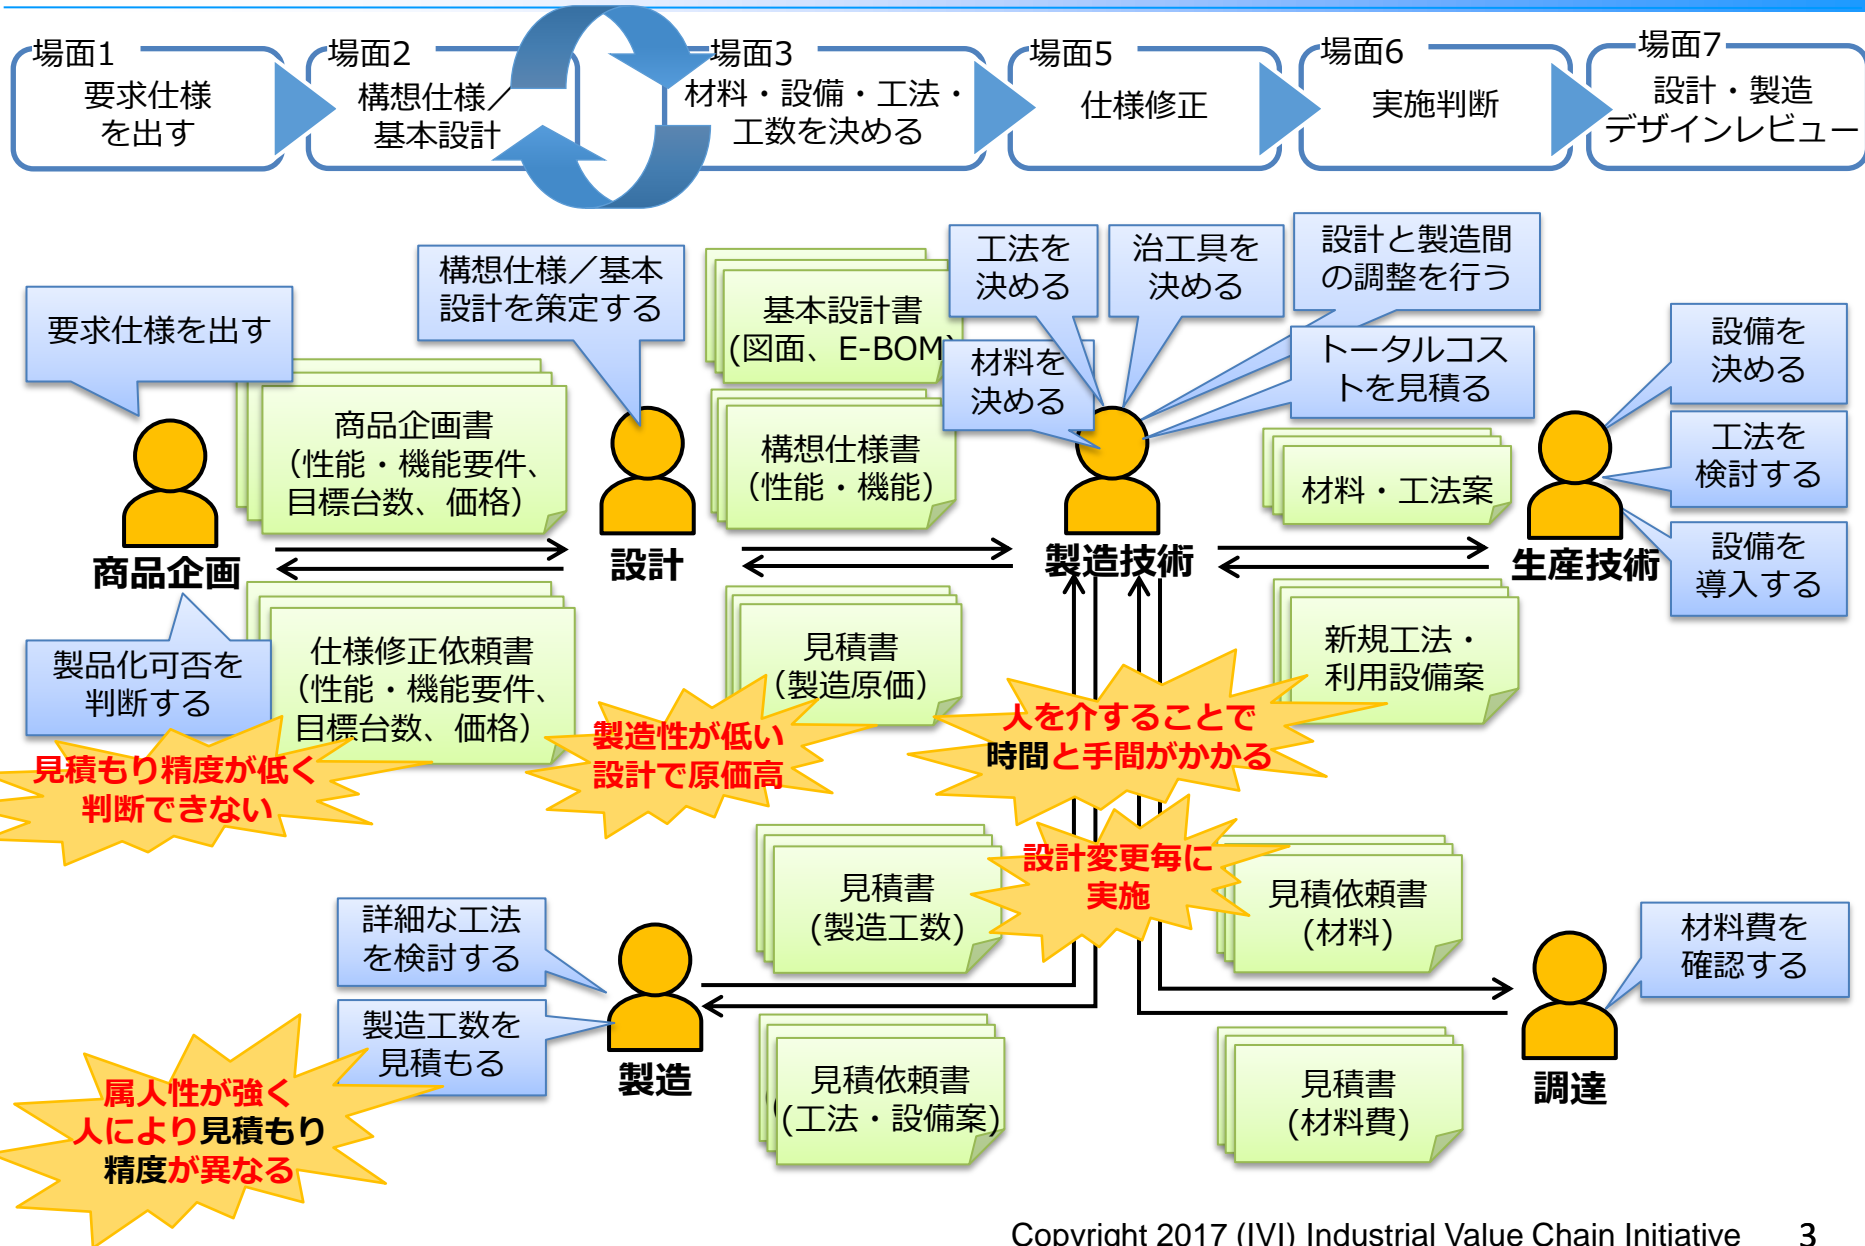 場面1
要求仕様
を出す
場面2
構想仕様／
基本設計
場面3
材料・設備・工法・
工数を決める
場面5
仕様修正
場面6
実施判断
場面7
設計・製造
デザインレビュー
要求仕様を出す
構想仕様／基本
設計を策定する
基本設計書
(図面、E-BOM)
工法を
決める
治工具を
決める
設計と製造間
の調整を行う
材料を
決める
トータルコス
トを見積る
設備を
決める
工法を
検討する
設備を
導入する
商品企画書
（性能・機能要件、
目標台数、価格）
構想仕様書
（性能・機能）
材料・工法案
商品企画
設計
製造技術
生産技術
製品化可否を
判断する
仕様修正依頼書
（性能・機能要件、
目標台数、価格）
見積書
（製造原価）
新規工法・
利用設備案
見積もり精度が低く
判断できない
製造性が低い
設計で原価高
人を介することで
時間と手間がかかる
設計変更毎に
実施
見積書
(製造工数)
見積依頼書
(材料)
詳細な工法
を検討する
製造工数を
見積もる
材料費を
確認する
製造
調達
見積依頼書
(工法・設備案)
見積書
(材料費)
属人性が強く
人により見積もり
精度が異なる
Copyright 2017 (IVI) Industrial Value Chain Initiative
3